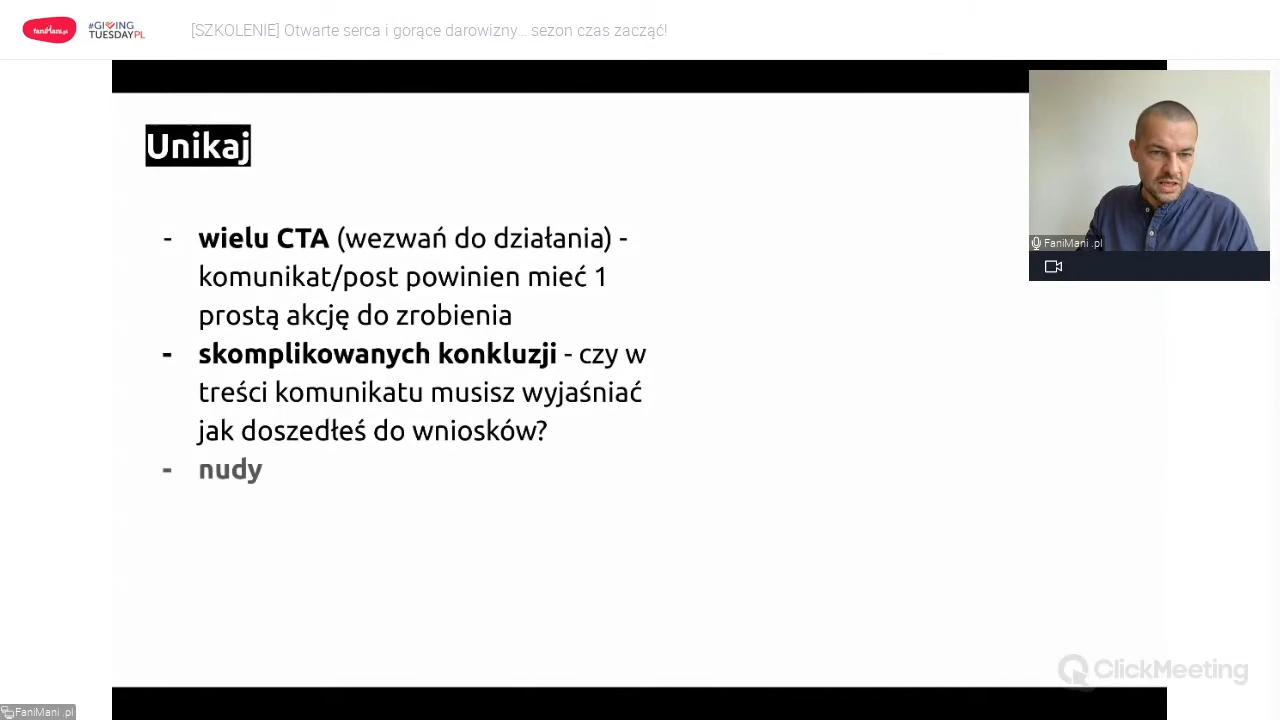 faniMani.pl
#GIVING
TUESDAYPL
[SZKOLENIE] Otwarte serca i gorące darowizny... sezon czas zacząć!
Unikaj
- wielu CTA (wezwań do działania) -
komunikat/post powinien mieć 1
prostą akcję do zrobienia
- skomplikowanych konkluzji - czy w
treści komunikatu musisz wyjaśniać
jak doszedłeś do wniosków?
- nudy
FaniMani .pl
ClickMeeting
FaniMani .pl